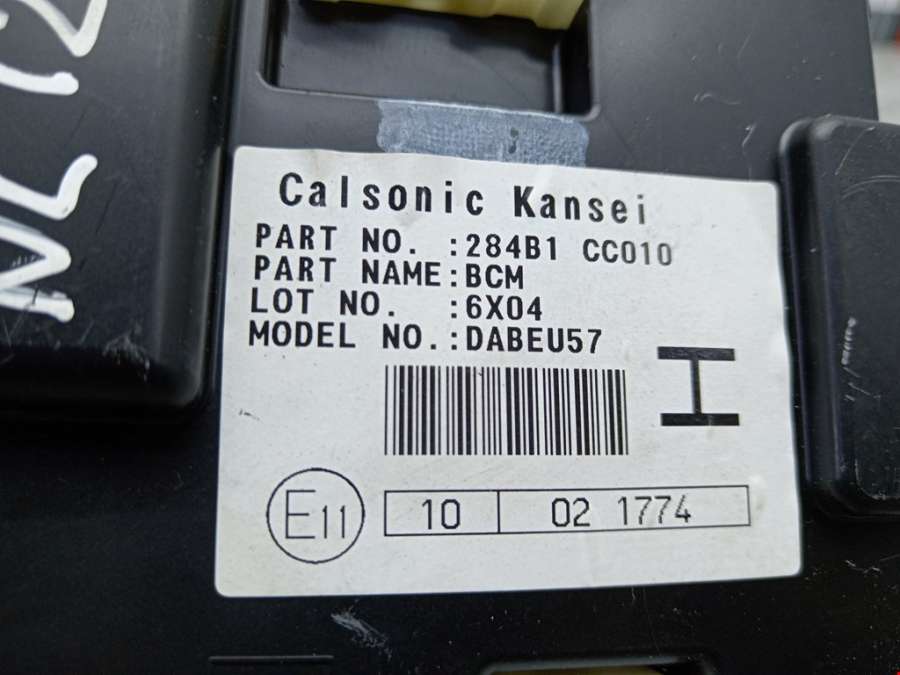 Calsonic Kansei
PART NO. :284B1 CC010
PART NAME:BCM
LOT NO. :6X04
MODEL NO.:DABEU57
I
E11
10 02 1774